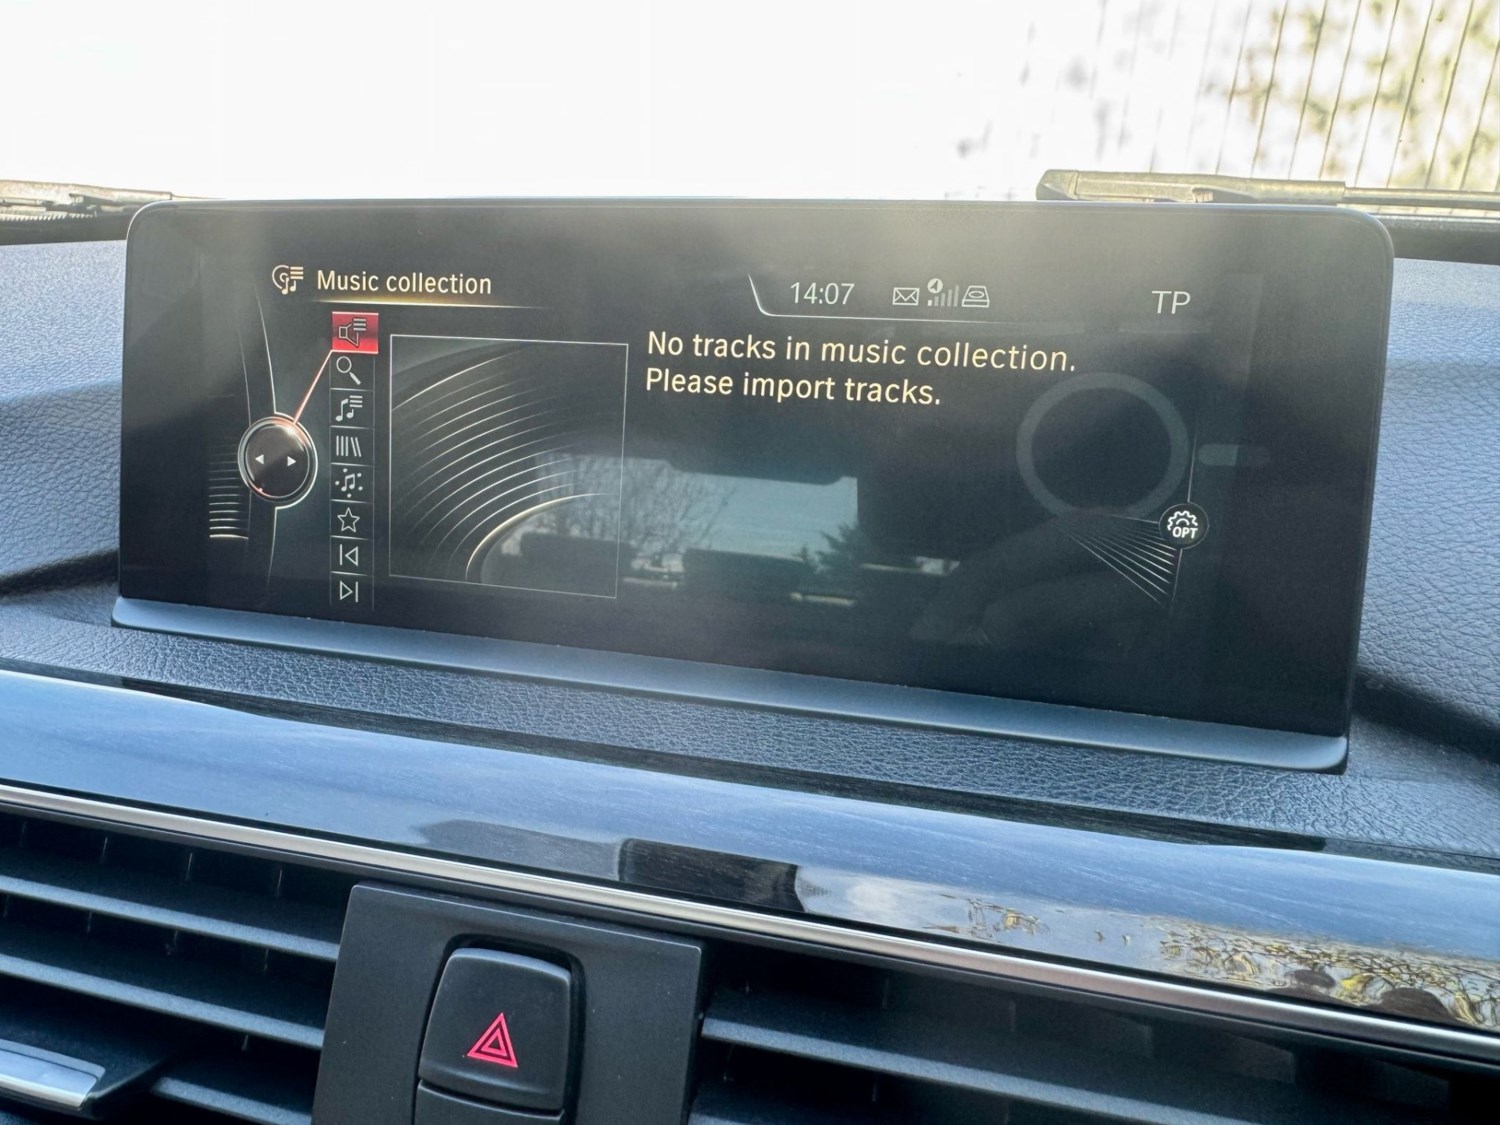 Music collection
14:07
TP
No tracks in music collection.
Please import tracks.
OPT